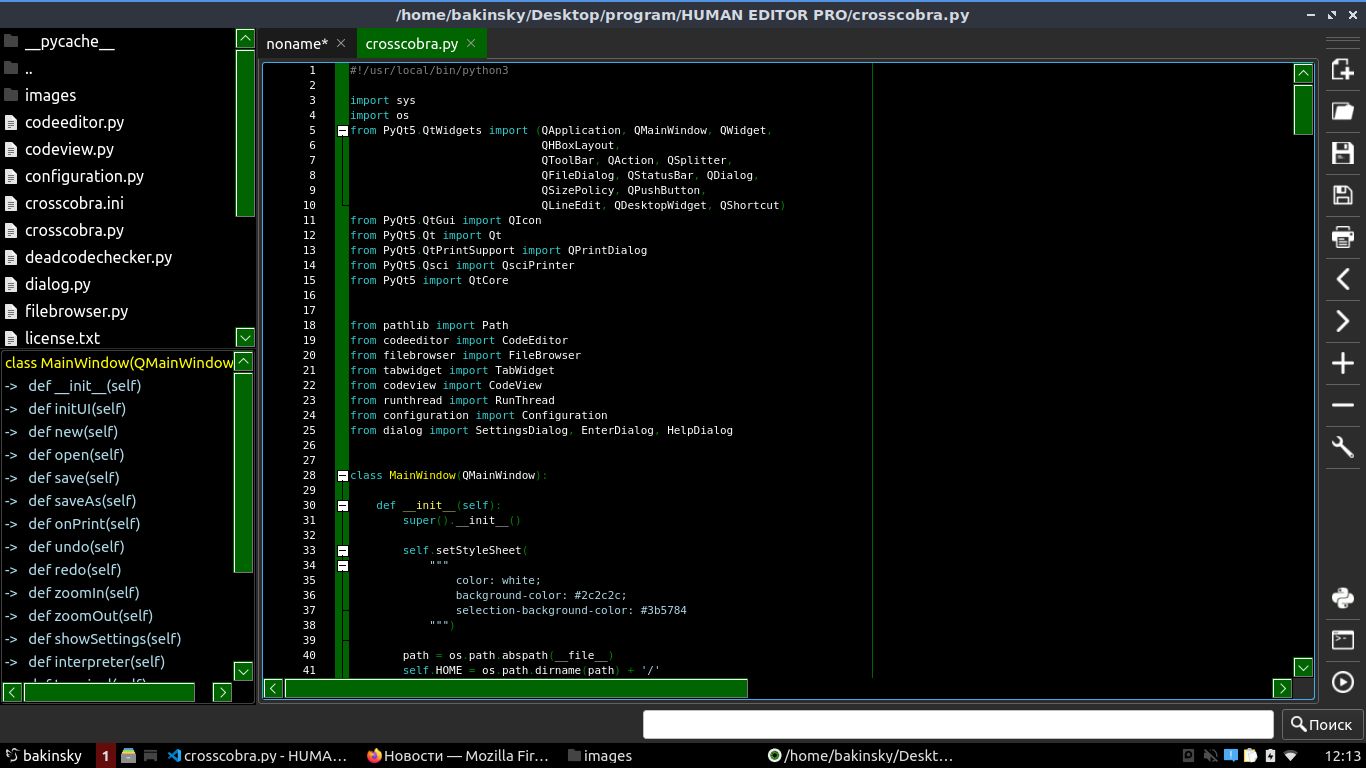 /home/bakinsky/Desktop/program/HUMAN EDITOR PRO/crosscobra.py
__pycache__
..
images
codeeditor.py
codeview.py
configuration.py
crosscobra.ini
crosscobra.py
deadcodechecker.py
dialog.py
filebrowser.py
license.txt
class MainWindow(QMainWindow
-> def __init__(self)
-> def initUI(self)
-> def new(self)
-> def open(self)
-> def save(self)
-> def saveAs(self)
-> def onPrint(self)
-> def undo(self)
-> def redo(self)
-> def zoomIn(self)
-> def zoomOut(self)
-> def showSettings(self)
-> def interpreter(self)
noname* crosscobra.py
1 #!/usr/local/bin/python3
2
3 import sys
4 import os
5 from PyQt5.QtWidgets import (QApplication, QMainWindow, QWidget,
6 QHBoxLayout,
7 QToolBar, QAction, QSplitter,
8 QFileDialog, QStatusBar, QDialog,
9 QSizePolicy, QPushButton,
10 QLineEdit, QDesktopWidget, QShortcut)
11 from PyQt5.QtGui import QIcon
12 from PyQt5.Qt import Qt
13 from PyQt5.QtPrintSupport import QPrintDialog
14 from PyQt5.Qsci import QsciPrinter
15 from PyQt5 import QtCore
16
17
18 from pathlib import Path
19 from codeeditor import CodeEditor
20 from filebrowser import FileBrowser
21 from tabwidget import TabWidget
22 from codeview import CodeView
23 from runthread import RunThread
24 from configuration import Configuration
25 from dialog import SettingsDialog, EnterDialog, HelpDialog
26
27
28 class MainWindow(QMainWindow):
29
30 def __init__(self):
31 super().__init__()
32
33 self.setStyleSheet(
34 """
35 color: white;
36 background-color: #2c2c2c;
37 selection-background-color: #3b5784
38 """)
39
40 path = os.path.abspath(__file__)
41 self.HOME = os.path.dirname(path) + '/'
Поиск
bakinsky 1 crosscobra.py - HUMA... Новости — Mozilla Fir... images /home/bakinsky/Deskt... 12:13